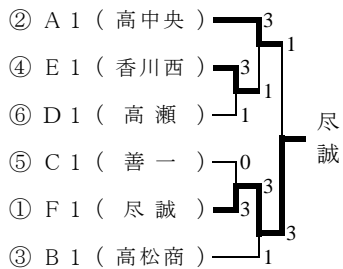 ② A 1 ( 高中央 ) 3
1
④ E 1 ( 香川西 ) 3
1
⑥ D 1 ( 高 瀬 ) 1
尽誠
⑤ C 1 ( 善 一 ) 0
3
① F 1 ( 尽 誠 ) 3
3
③ B 1 ( 高松商 ) 1